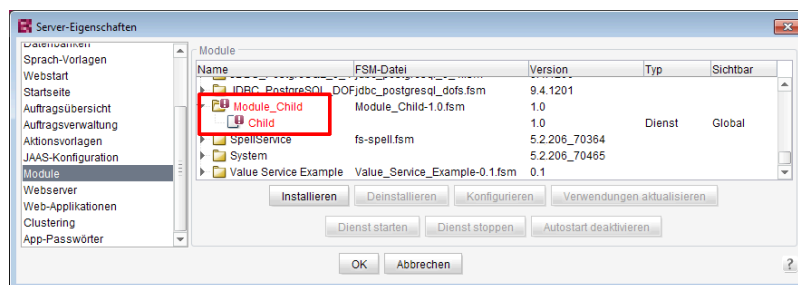 Server-Eigenschaften
Datenbanken
Sprach-Vorlagen
Webstart
Startseite
Auftragsübersicht
Auftragsverwaltung
Aktionsvorlagen
JAAS-Konfiguration
Module
Webserver
Web-Applikationen
Clustering
App-Passwörter
Module
Name FSM-Datei Version Typ Sichtbar
JDBC_PostgreSQL_DOF jdbc_postgresql_dofs.fsm 9.4.1201
Module_Child Module_Child-1.0.fsm 1.0
Child 1.0 Dienst Global
SpellService fs-spell.fsm 5.2.206_70364
System 5.2.206_70465
Value Service Example Value_Service_Example-0.1.fsm 0.1
Installieren Deinstallieren Konfigurieren Verwendungen aktualisieren
Dienst starten Dienst stoppen Autostart deaktivieren
OK Abbrechen ?